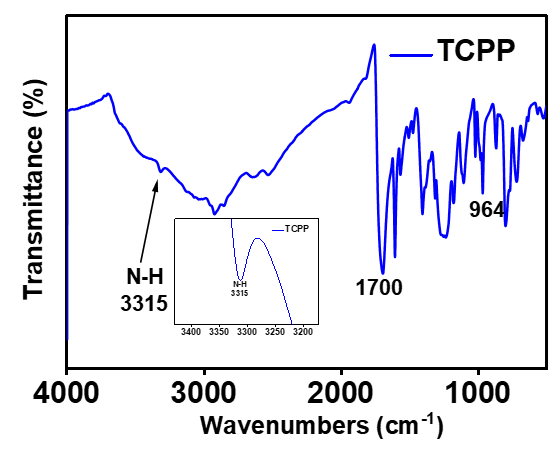 TCPP
Transmittance (%)
N-H
3315
TCPP
N-H
3315
3400 3350 3300 3250 3200
1700
964
4000 3000 2000 1000
Wavenumbers (cm⁻¹)